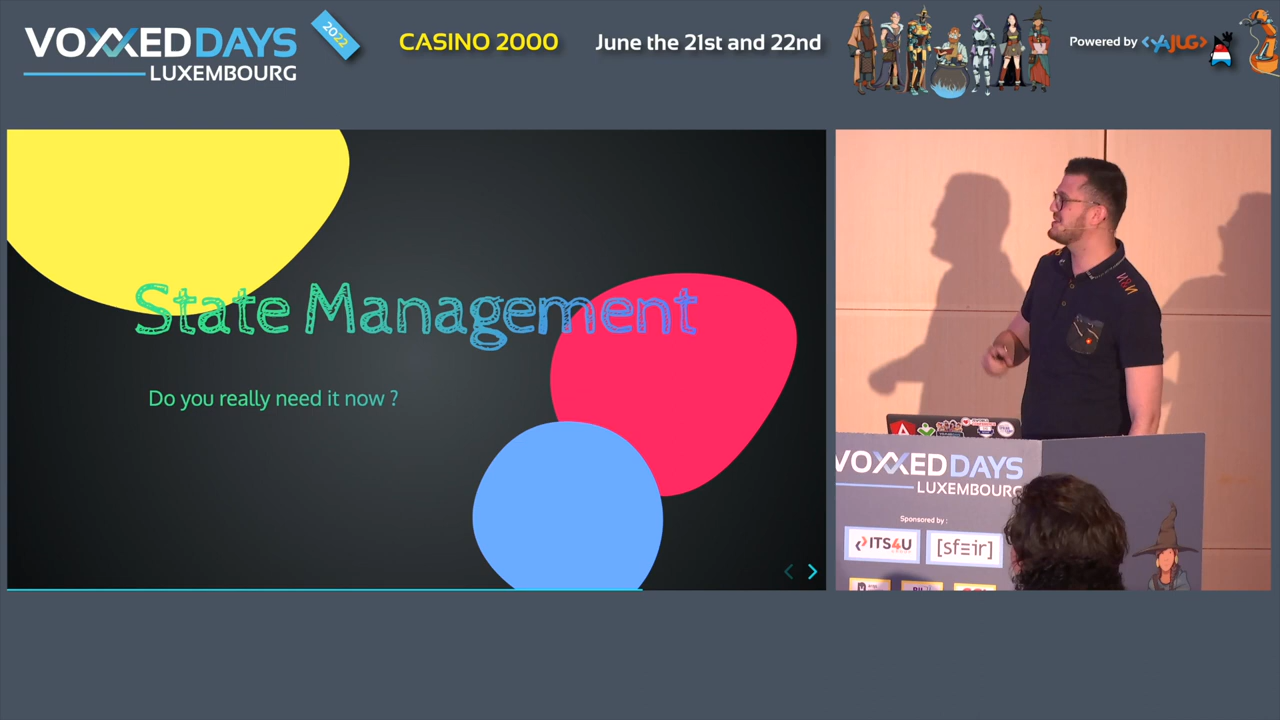 VOXXEDDAYS
LUXEMBOURG
2022
CASINO 2000
June the 21st and 22nd
Powered by <YAJUG>
State Management
Do you really need it now ?
VOXXEDDAYS
LUXEMBOURG
Sponsored by :
ITS4U
[sfeir]